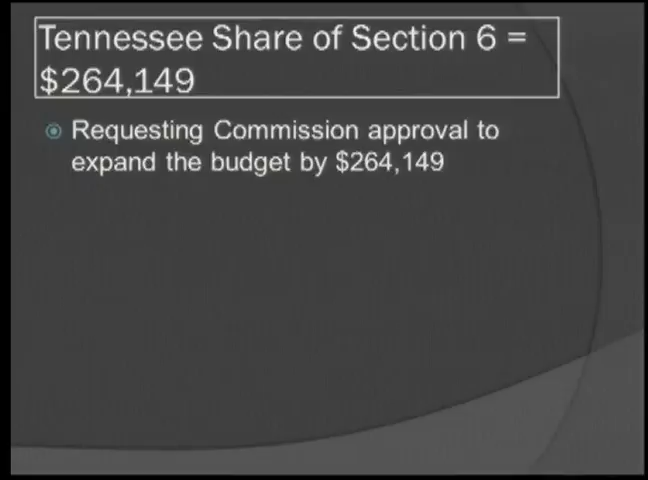 Tennessee Share of Section 6 =
$264,149
Requesting Commission approval to
expand the budget by $264,149